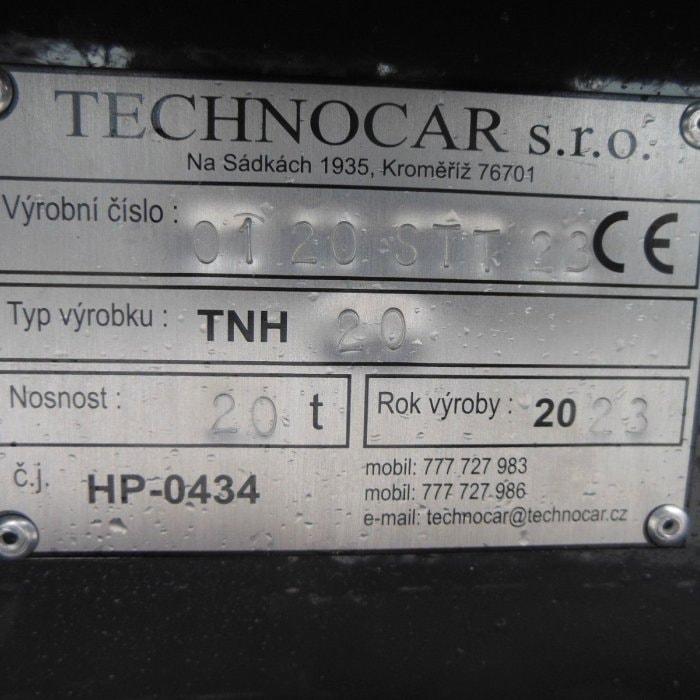 TECHNOCAR s.r.o.
Na Sádkách 1935, Kroměříž 76701
Výrobní číslo : 01 20 STT 23 CE
Typ výrobku : TNH 20
Nosnost : 20 t
Rok výroby : 2023
č.j. HP-0434
mobil: 777 727 983
mobil: 777 727 986
e-mail: technocar@technocar.cz